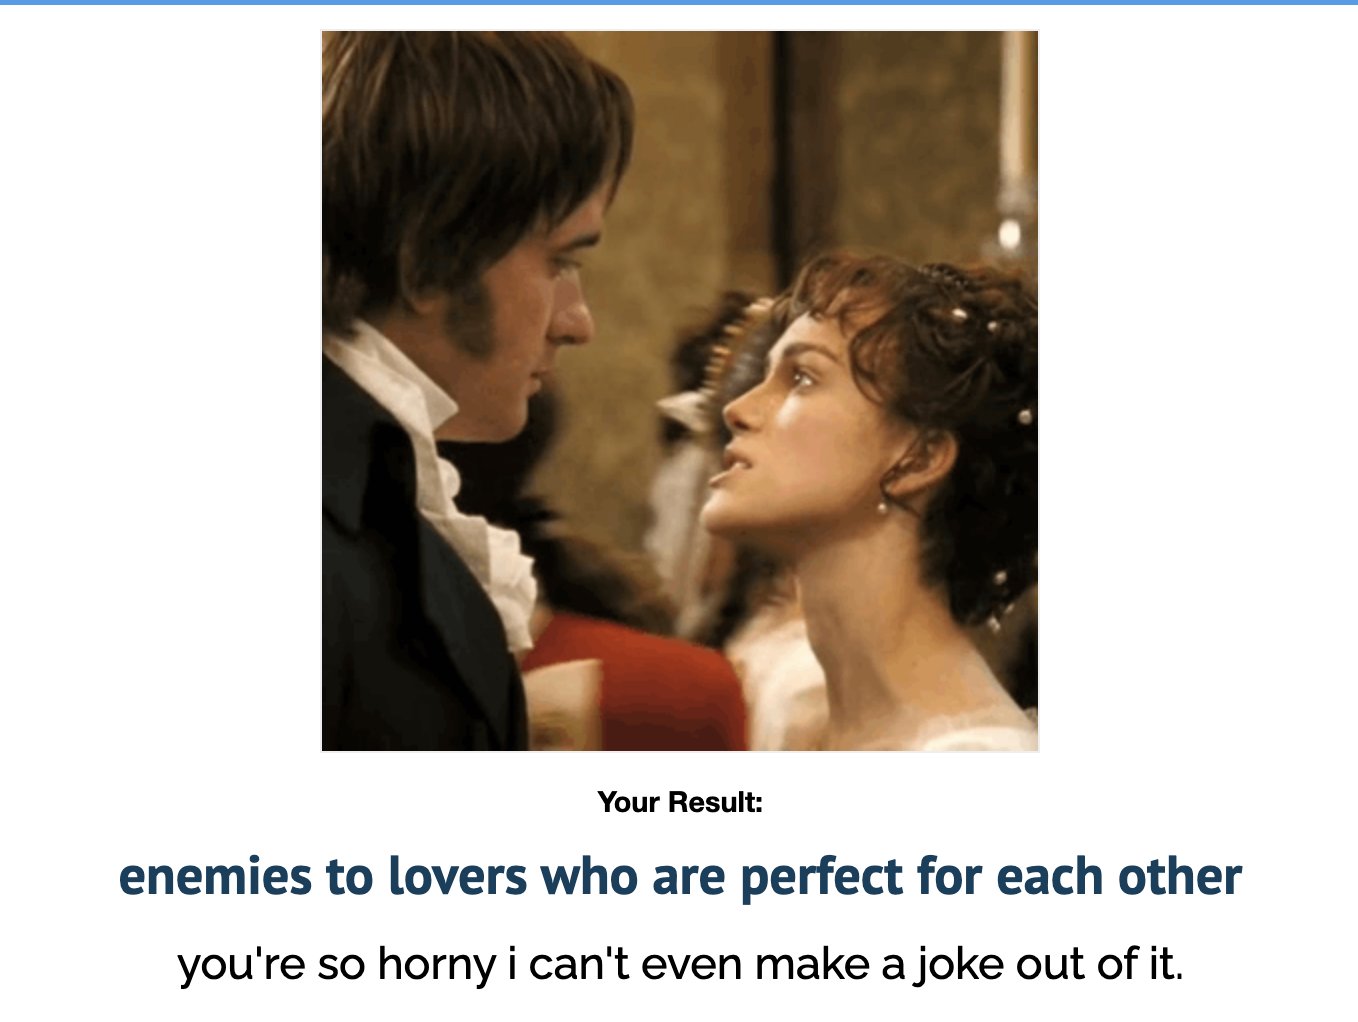 Your Result:
enemies to lovers who are perfect for each other
you're so horny i can't even make a joke out of it.